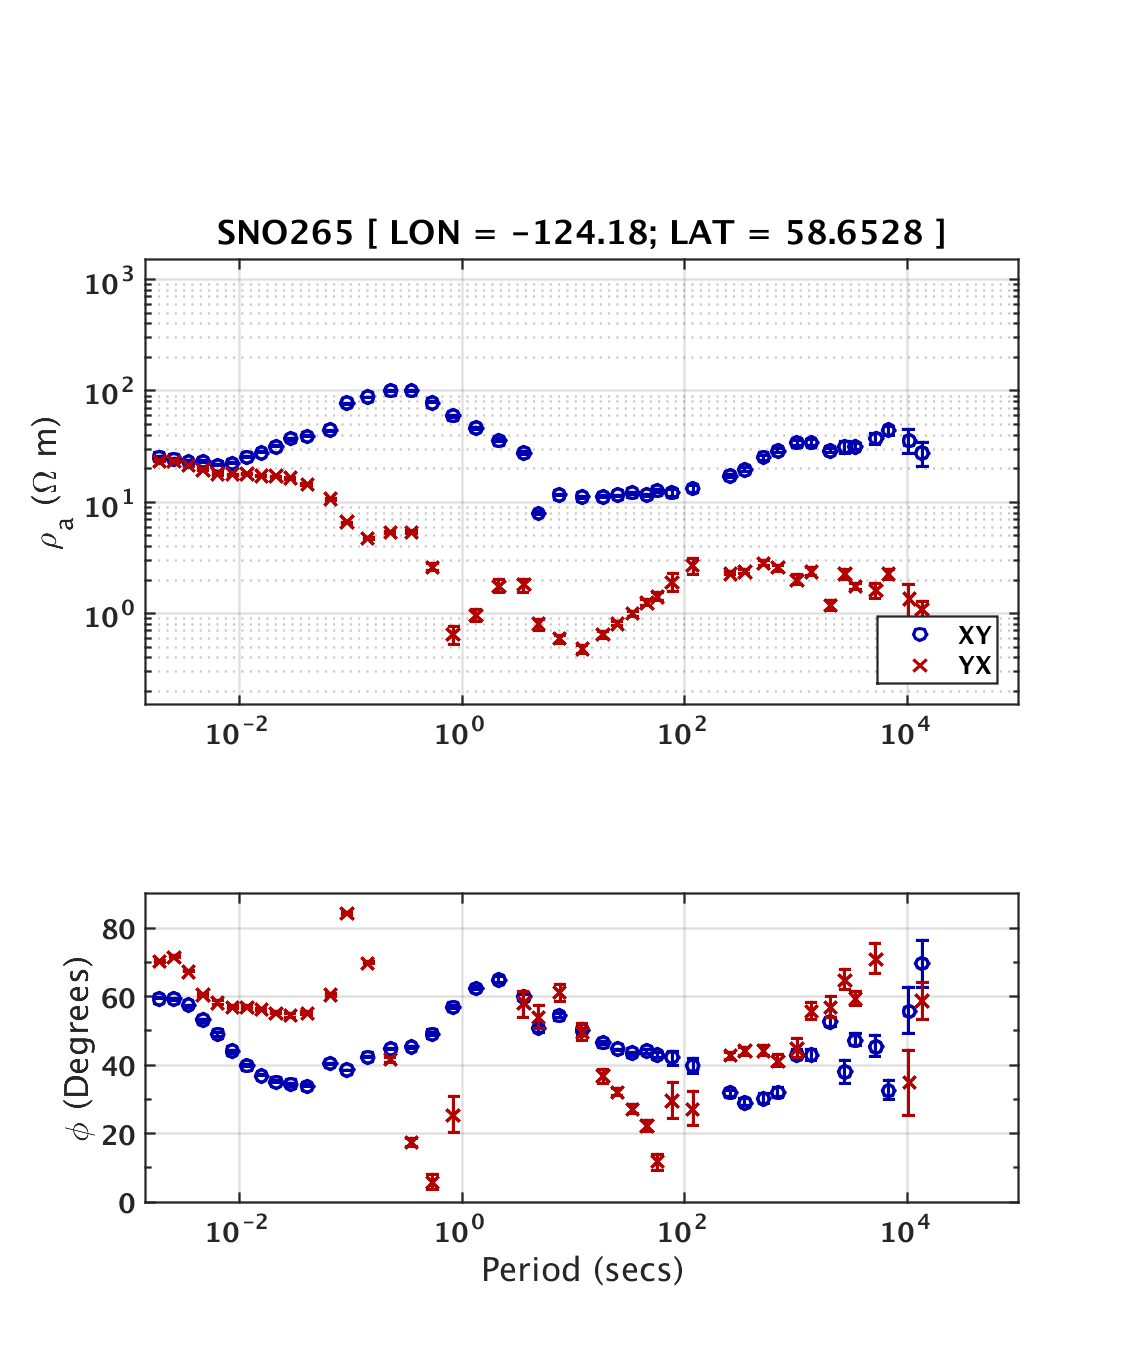 SNO265 [ LON = -124.18; LAT = 58.6528 ]
10³
10²
10¹
10⁰
ρa (Ω m)
XY
YX
10⁻² 10⁰ 10² 10⁴
80
60
40
20
0
ϕ (Degrees)
10⁻² 10⁰ 10² 10⁴
Period (secs)